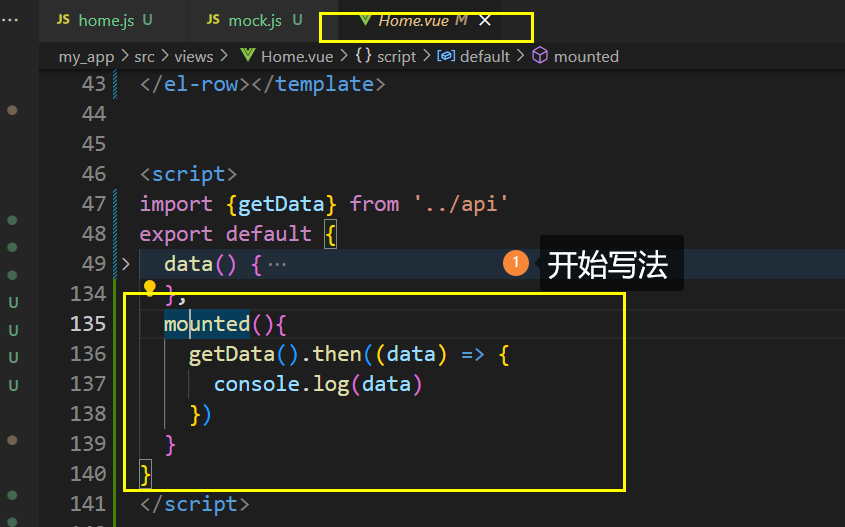 ··· JS home.js U JS mock.js U Home.vue M ×
my_app > src > views > Home.vue > {} script > default > mounted
43 </el-row></template>
44
45
46 <script>
47 import {getData} from '../api'
48 export default {
49 > data() { ···
1 开始写法
134 },
135 mounted(){
136 getData().then((data) => {
137 console.log(data)
138 })
139 }
140 }
141 </script>
U
U
U
U